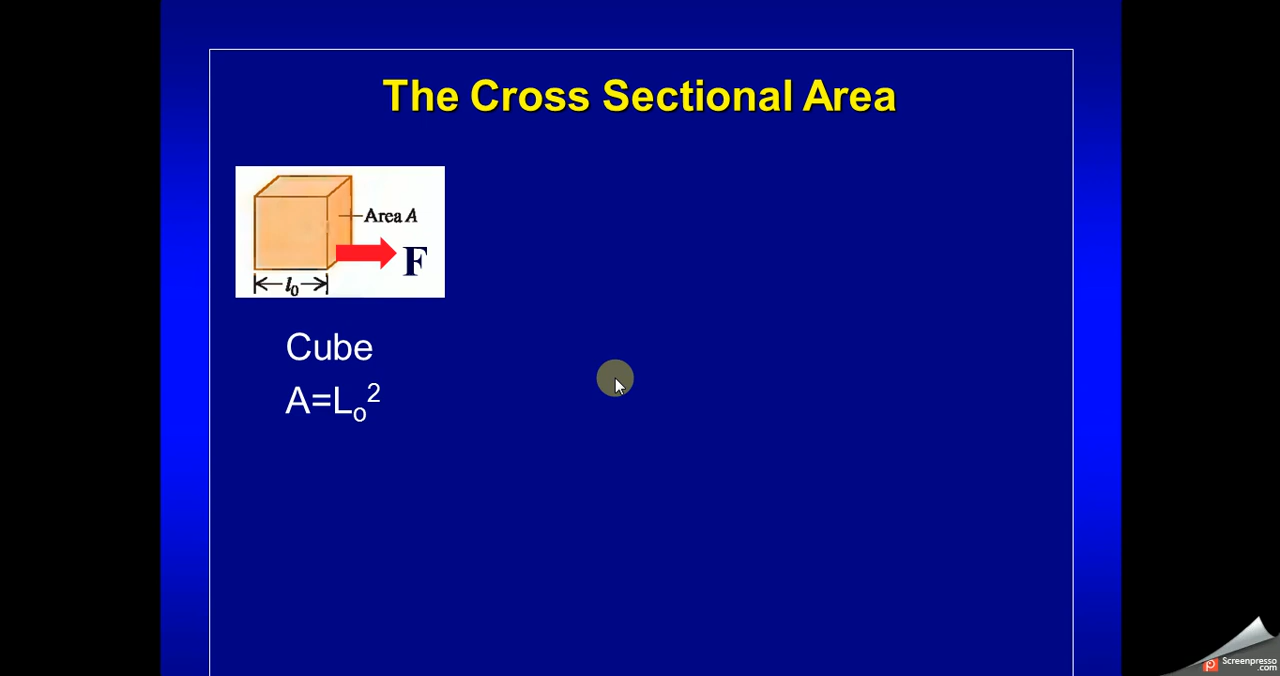 The Cross Sectional Area
Area A
F
l₀
Cube
A=Lₒ²
Screenpresso
.com